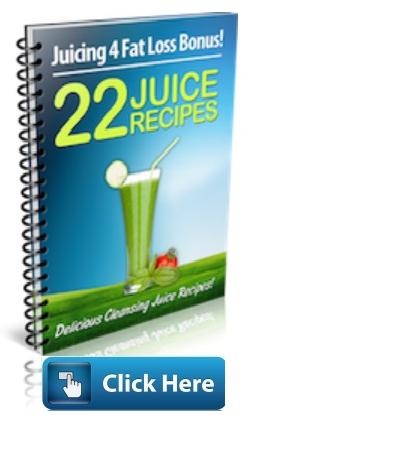 Juicing 4 Fat Loss Bonus!
22 JUICE
RECIPES
Delicious Cleansing Juice Recipes!
Click Here